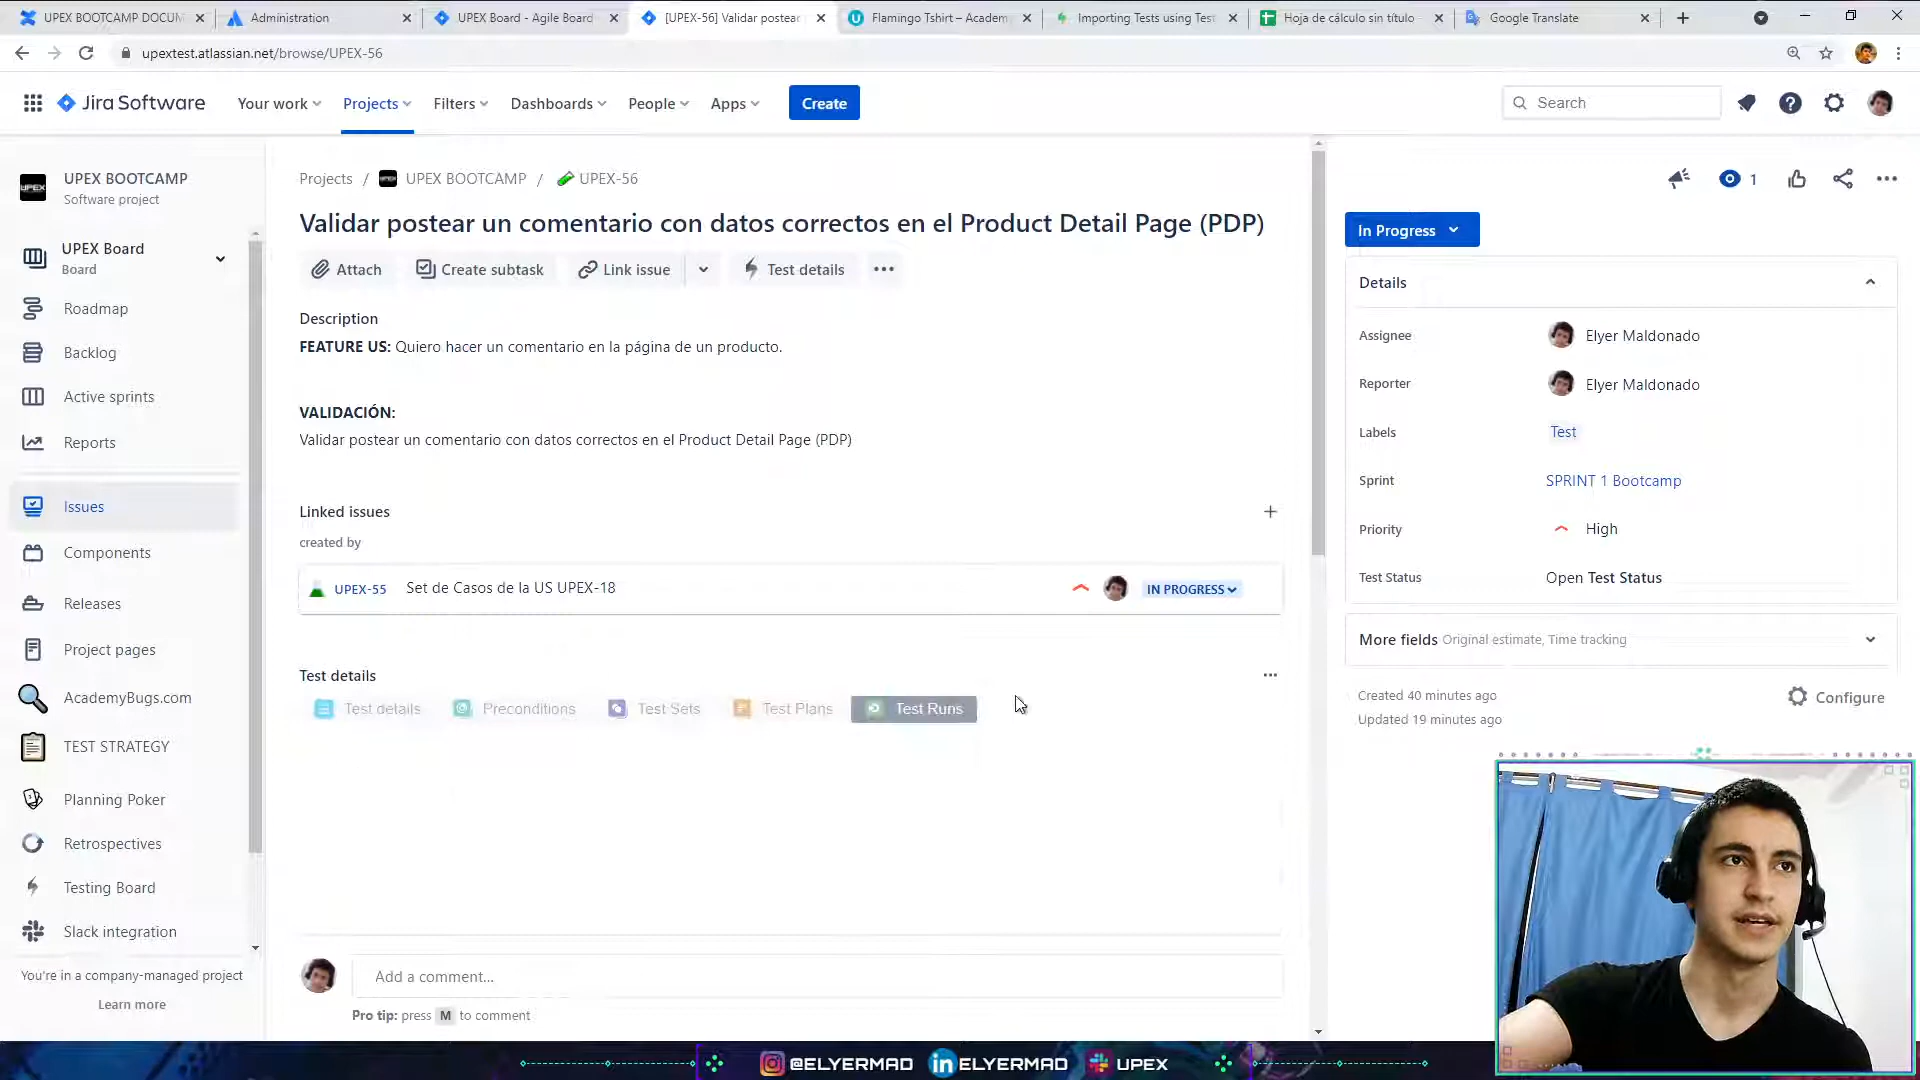 UPEX BOOTCAMP DOCUM
Administration
UPEX Board - Agile Board
[UPEX-56] Validar postear
Flamingo Tshirt – Academ
Importing Tests using Test
Hoja de cálculo sin título
Google Translate
upextest.atlassian.net/browse/UPEX-56
Jira Software
Your work
Projects
Filters
Dashboards
People
Apps
Create
Search
UPEX
UPEX BOOTCAMP
Software project
UPEX Board
Board
Roadmap
Backlog
Active sprints
Reports
Issues
Components
Releases
Project pages
AcademyBugs.com
TEST STRATEGY
Planning Poker
Retrospectives
Testing Board
Slack integration
You're in a company-managed project
Learn more
Projects / UPEX BOOTCAMP / UPEX-56
Validar postear un comentario con datos correctos en el Product Detail Page (PDP)
Attach
Create subtask
Link issue
Test details
Description
FEATURE US: Quiero hacer un comentario en la página de un producto.
VALIDACIÓN:
Validar postear un comentario con datos correctos en el Product Detail Page (PDP)
Linked issues
created by
UPEX-55 Set de Casos de la US UPEX-18 IN PROGRESS
Test details
Test details
Preconditions
Test Sets
Test Plans
Test Runs
Add a comment...
Pro tip: press M to comment
1
In Progress
Details
Assignee Elyer Maldonado
Reporter Elyer Maldonado
Labels Test
Sprint SPRINT 1 Bootcamp
Priority High
Test Status Open Test Status
More fields Original estimate, Time tracking
Created 40 minutes ago
Updated 19 minutes ago
Configure
@ELYERMAD
in ELYERMAD
UPEX